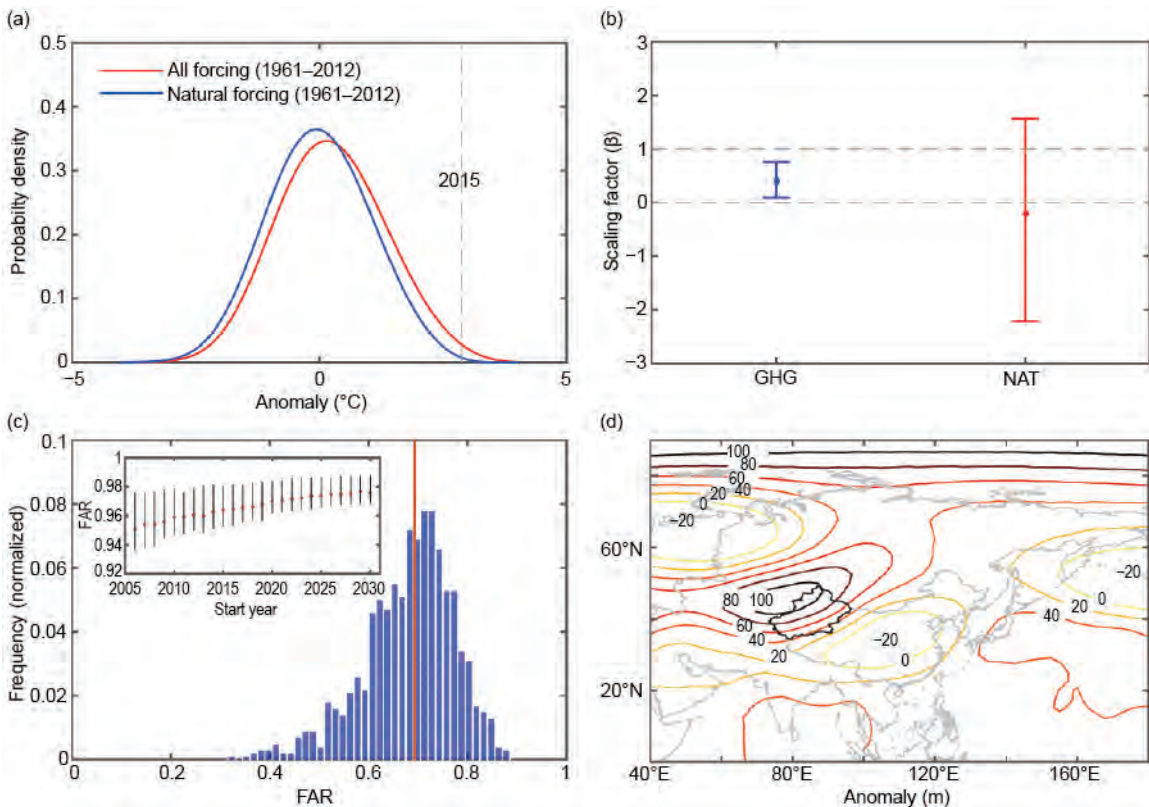 (a)
0.5
0.4
0.3
0.2
0.1
0
Probabilty density
All forcing (1961–2012)
Natural forcing (1961–2012)
2015
−5
0
5
Anomaly (°C)
(b)
3
2
1
0
−1
−2
−3
Scaling factor (β)
GHG
NAT
(c)
0.1
0.08
0.06
0.04
0.02
0
Frequency (normalized)
1
0.98
0.96
0.94
0.92
FAR
2005
2010
2015
2020
2025
2030
Start year
0
0.2
0.4
0.6
0.8
1
FAR
(d)
100
80
60
40
20
0
−20
80
100
60
40
20
−20
0
−20
0
20
40
60°N
20°N
40°E
80°E
120°E
160°E
Anomaly (m)